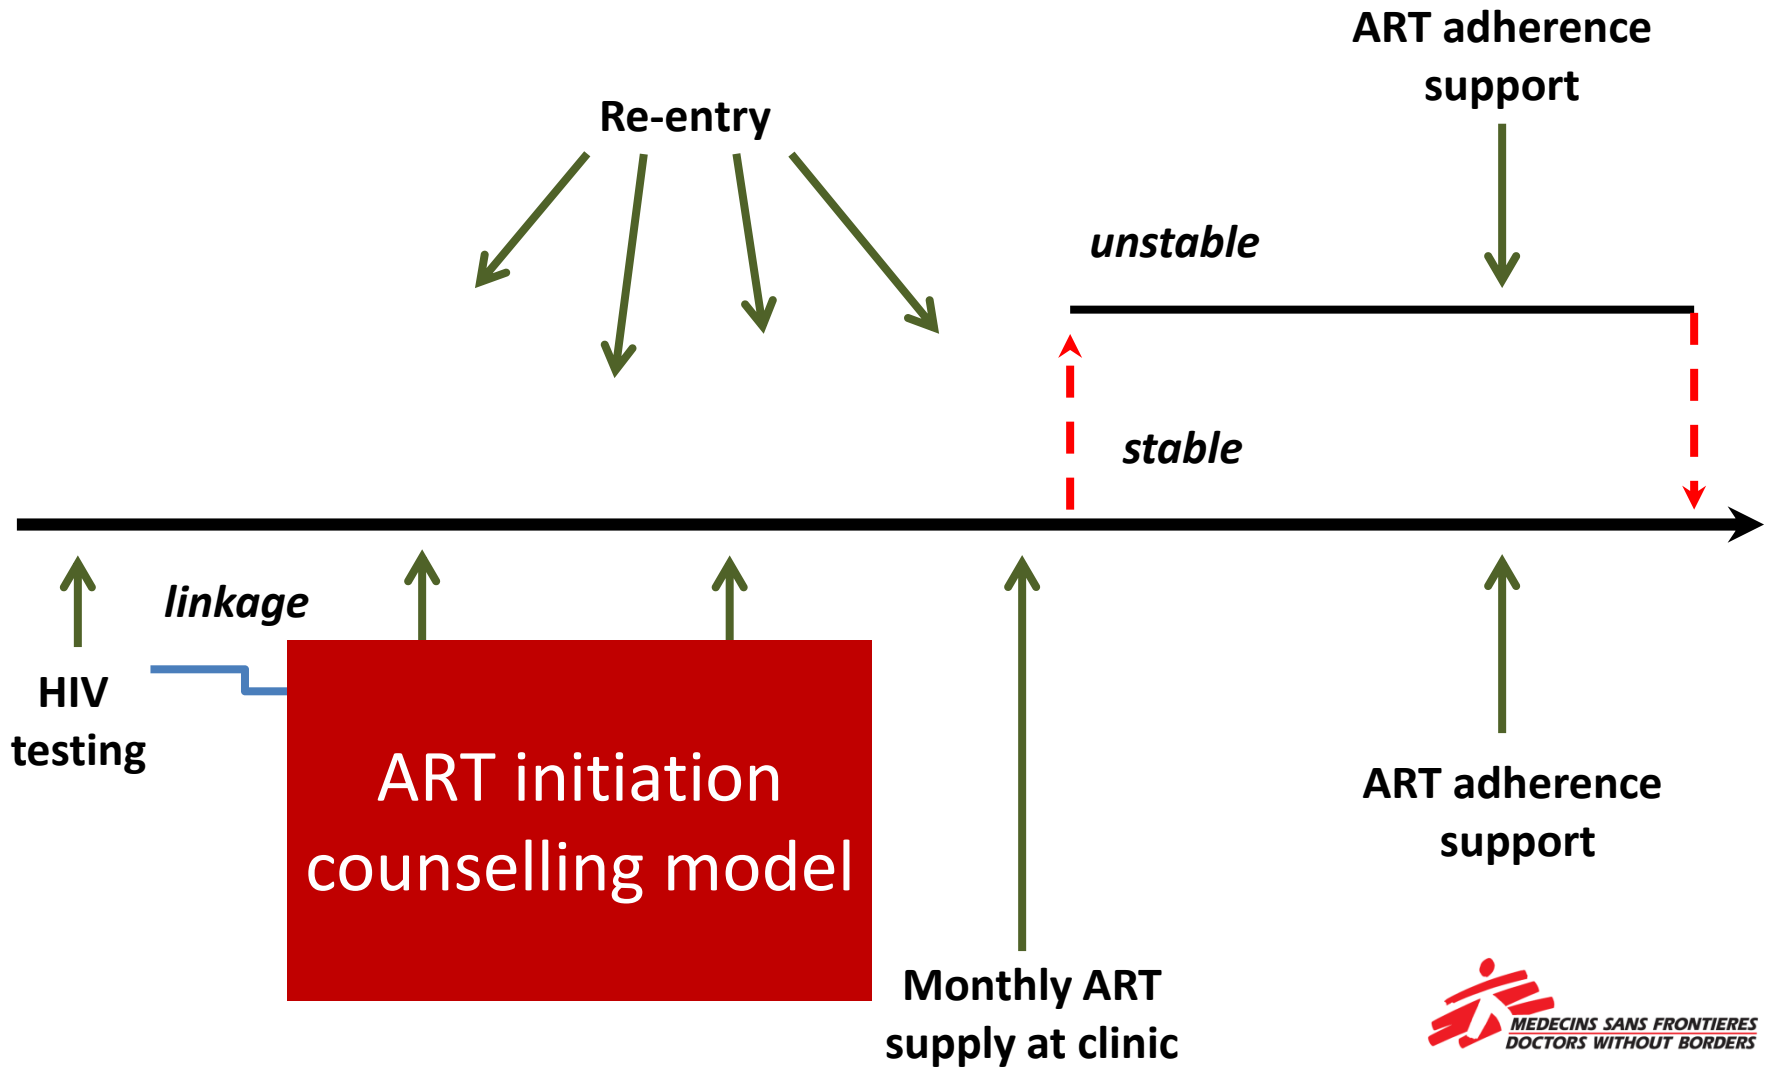 ART adherence
support
Re-entry
unstable
stable
linkage
HIV
testing
ART initiation
counselling model
ART adherence
support
Monthly ART
supply at clinic
MEDECINS SANS FRONTIERES
DOCTORS WITHOUT BORDERS